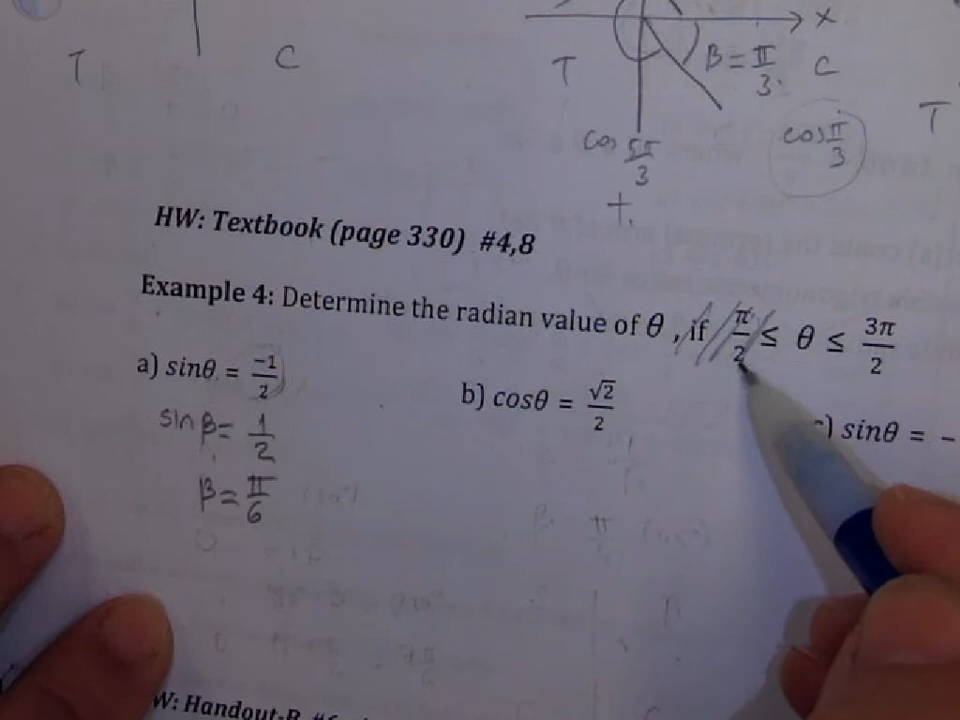 T C T β = π/3 C x
cos 5π/3 cos π/3 T
+.
HW: Textbook (page 330) #4,8
Example 4: Determine the radian value of θ , if π/2 ≤ θ ≤ 3π/2
a) sinθ = -1/2 b) cosθ = √2/2 c) sinθ = -
sin β = 1/2
β = π/6
W: Handout-B